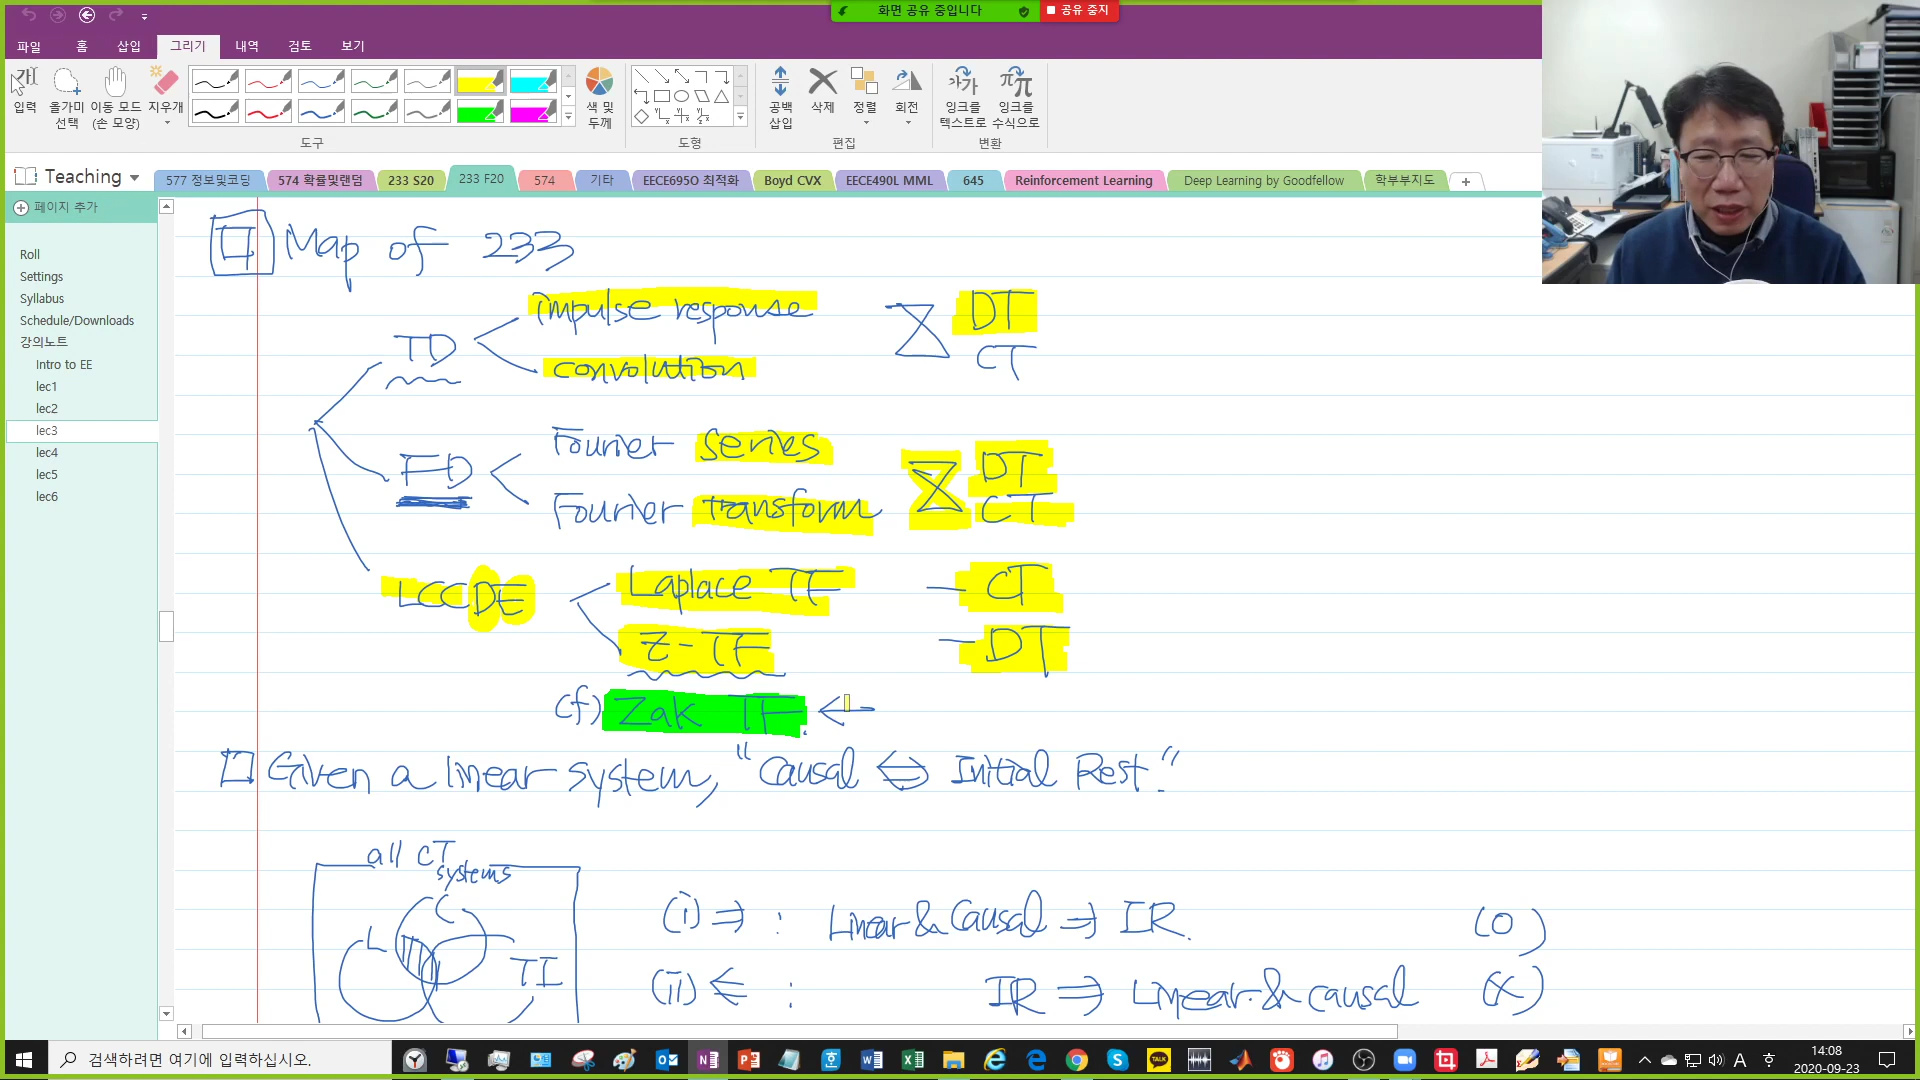 화면 공유 중입니다 공유 중지
파일 홈 삽입 그리기 내역 검토 보기
입력 올가미 선택 이동 모드 (손 모양) 지우개 색 및 두께 공백 삽입 삭제 정렬 회전 잉크를 텍스트로 잉크를 수식으로
도구 도형 편집 변환
Teaching 577 정보및코딩 574 확률및랜덤 233 S20 233 F20 574 기타 EECE695O 최적화 Boyd CVX EECE490L MML 645 Reinforcement Learning Deep Learning by Goodfellow 학부부지도
페이지 추가
Roll
Settings
Syllabus
Schedule/Downloads
강의노트
Intro to EE
lec1
lec2
lec3
lec4
lec5
lec6
Map of 233
TD impulse response DT
convolution CT
FD Fourier series DT
Fourier transform CT
LCCDE Laplace TF - CT
Z-TF - DT
(f) Zak TF. ←
□ Given a linear system, "Causal ⇔ Initial Rest."
all CT systems
C
L
TI
(i) ⇒ : Linear & Causal ⇒ IR. (O)
(ii) ⇐ : IR ⇒ Linear & causal (X)
검색하려면 여기에 입력하십시오.
TALK
A
14:08
2020-09-23